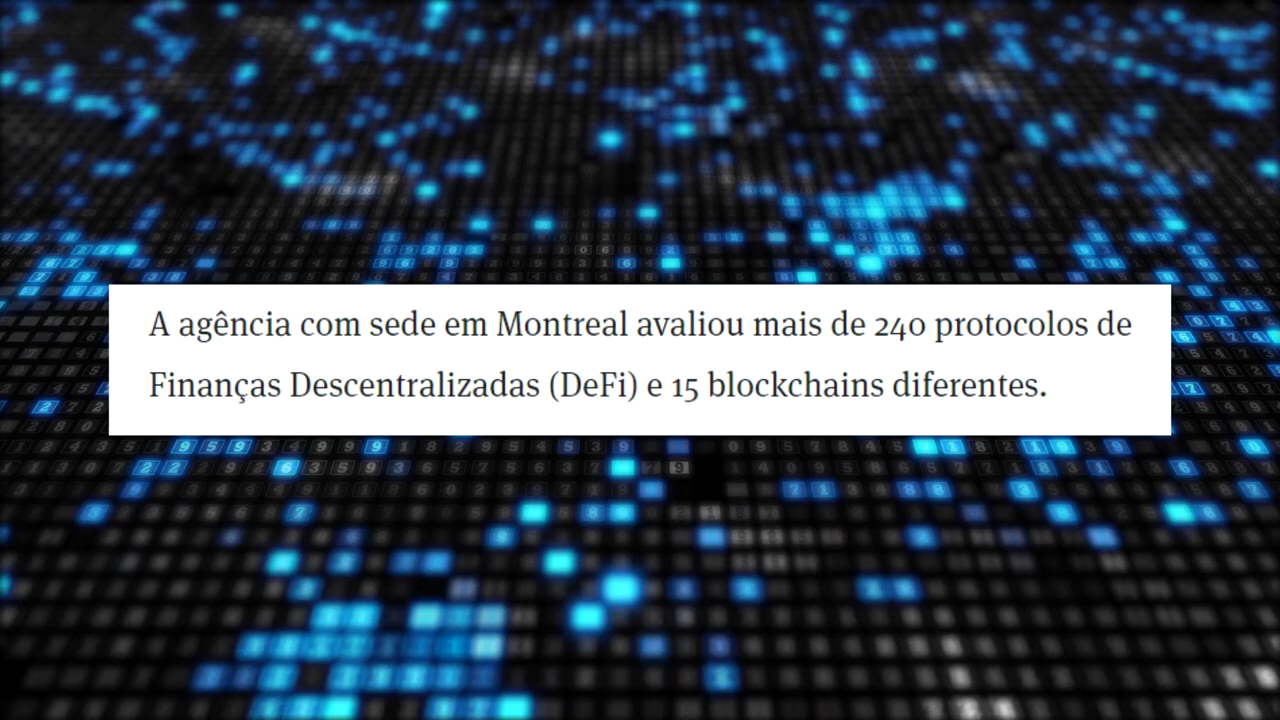 A agência com sede em Montreal avaliou mais de 240 protocolos de
Finanças Descentralizadas (DeFi) e 15 blockchains diferentes.